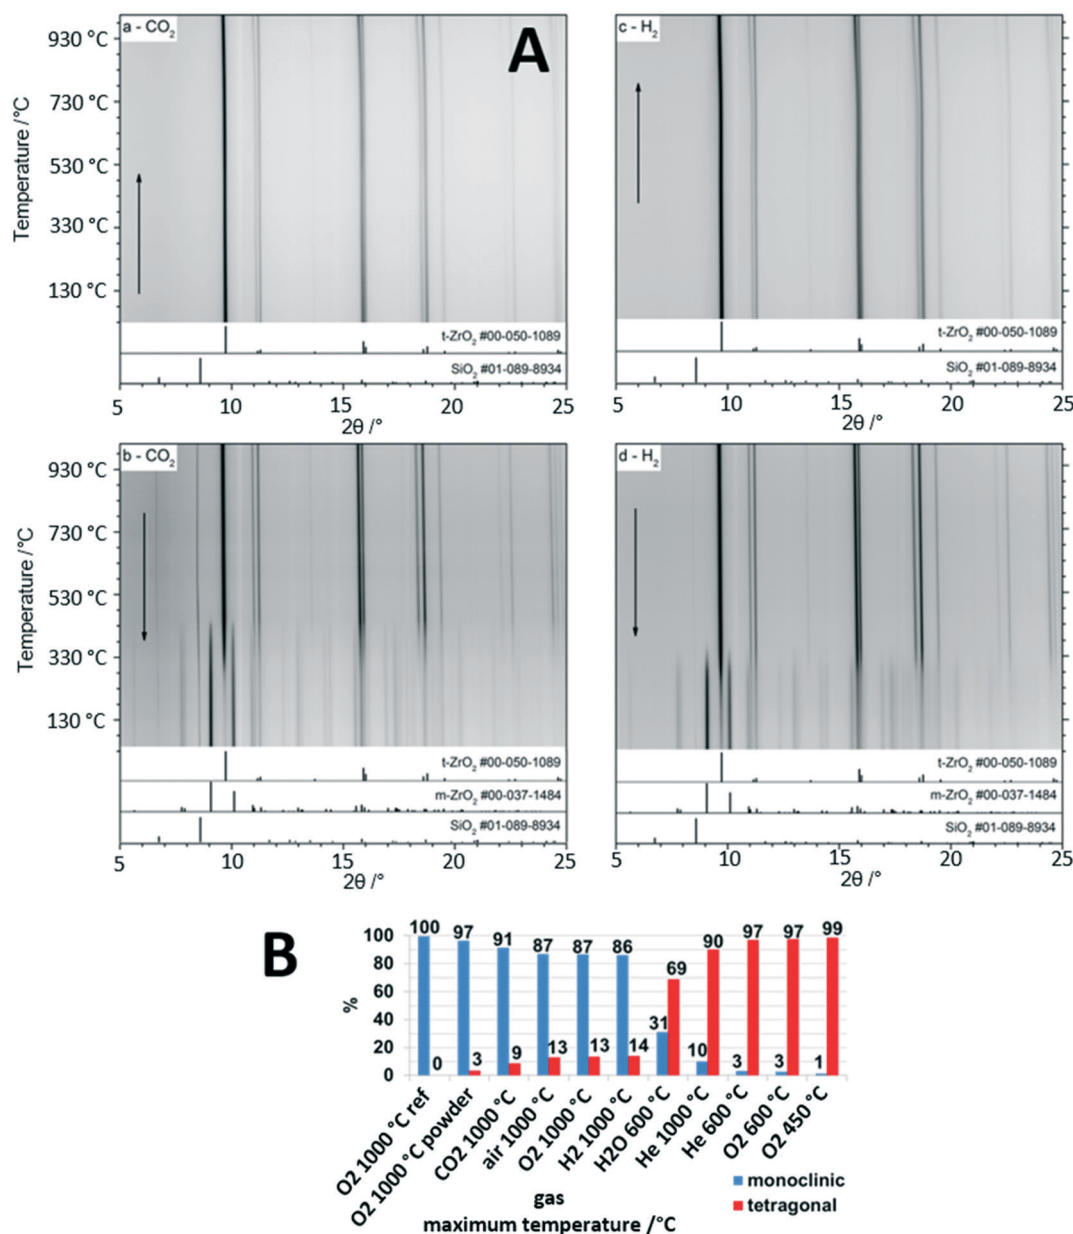 a - CO2
A
c - H2
Temperature /°C
930 °C
730 °C
530 °C
330 °C
130 °C
t-ZrO2 #00-050-1089
SiO2 #01-089-8934
t-ZrO2 #00-050-1089
SiO2 #01-089-8934
5 10 15 20 25
2θ /°
5 10 15 20 25
2θ /°
b - CO2
d - H2
Temperature /°C
930 °C
730 °C
530 °C
330 °C
130 °C
t-ZrO2 #00-050-1089
m-ZrO2 #00-037-1484
SiO2 #01-089-8934
t-ZrO2 #00-050-1089
m-ZrO2 #00-037-1484
SiO2 #01-089-8934
5 10 15 20 25
2θ /°
5 10 15 20 25
2θ /°
B
%
100
80
60
40
20
0
100 0
97 3
91 9
87 13
87 13
86 14
31 69
10 90
3 97
3 97
1 99
O2 1000 °C ref
O2 1000 °C powder
CO2 1000 °C
air 1000 °C
O2 1000 °C
H2 1000 °C
H2O 600 °C
He 1000 °C
He 600 °C
O2 600 °C
O2 450 °C
gas
maximum temperature /°C
monoclinic
tetragonal